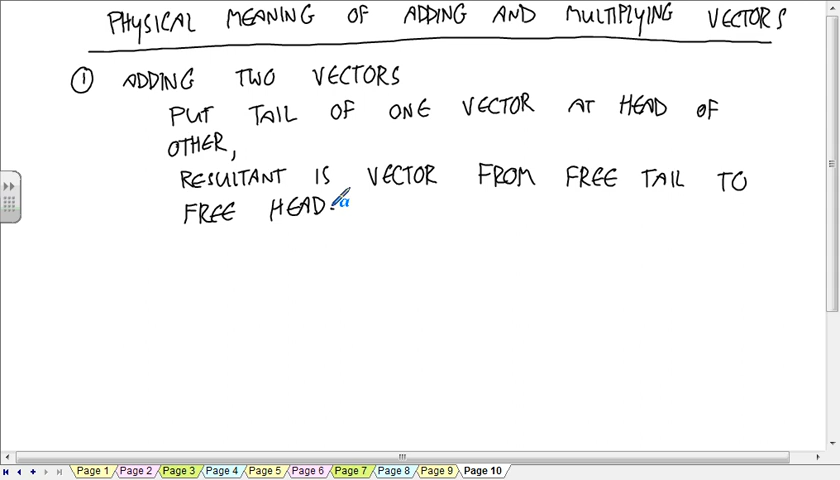 PHYSICAL MEANING OF ADDING AND MULTIPLYING VECTORS
① ADDING TWO VECTORS
PUT TAIL OF ONE VECTOR AT HEAD OF
OTHER,
RESULTANT IS VECTOR FROM FREE TAIL TO
FREE HEAD.
Page 1 Page 2 Page 3 Page 4 Page 5 Page 6 Page 7 Page 8 Page 9 Page 10